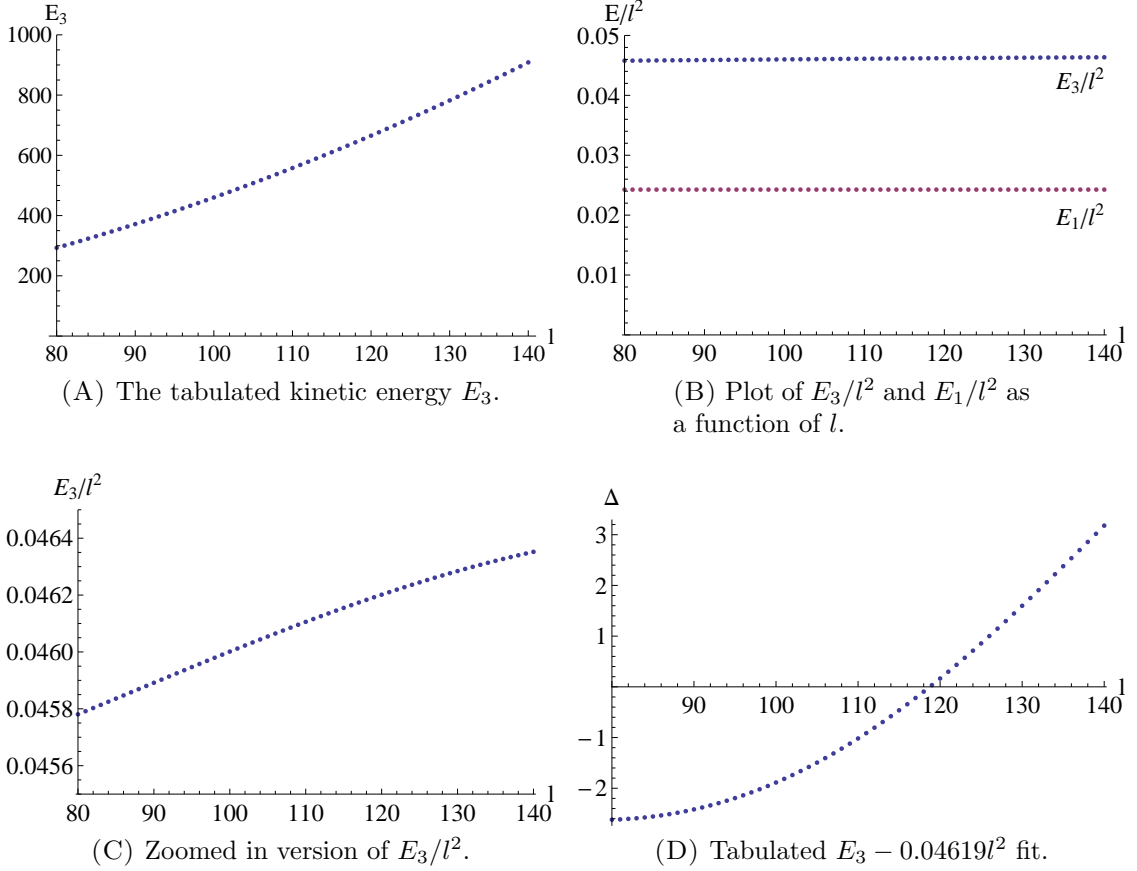 E₃
1000
800
600
400
200
80 90 100 110 120 130 140 l
(A) The tabulated kinetic energy E₃.
E/l²
0.05
0.04
0.03
0.02
0.01
E₃/l²
E₁/l²
80 90 100 110 120 130 140 l
(B) Plot of E₃/l² and E₁/l² as
a function of l.
E₃/l²
0.0464
0.0462
0.0460
0.0458
0.0456
80 90 100 110 120 130 140 l
(C) Zoomed in version of E₃/l².
Δ
3
2
1
−1
−2
90 100 110 120 130 140 l
(D) Tabulated E₃ − 0.04619l² fit.